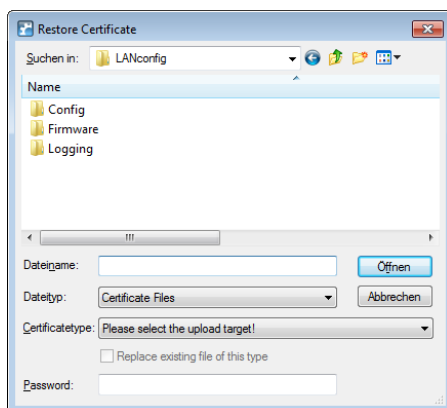 Restore Certificate
Suchen in: LANconfig
Name
Config
Firmware
Logging
Dateiname: Öffnen
Dateityp: Certificate Files Abbrechen
Certificatetype: Please select the upload target!
Replace existing file of this type
Password: